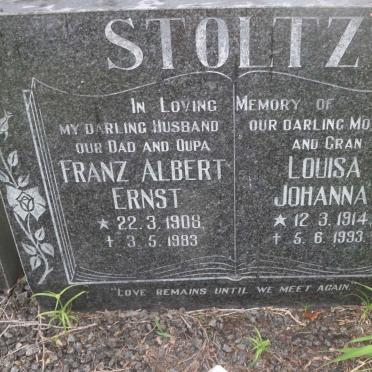 STOLTZ
IN LOVING MEMORY OF
MY DARLING HUSBAND
OUR DAD AND OUPA
FRANZ ALBERT
ERNST
★ 22.3.1908
✝ 3.5.1983
OUR DARLING MO
AND GRAN
LOUISA
JOHANNA
★ 12.3.1914
✝ 5.6.1993
"LOVE REMAINS UNTIL WE MEET AGAIN.